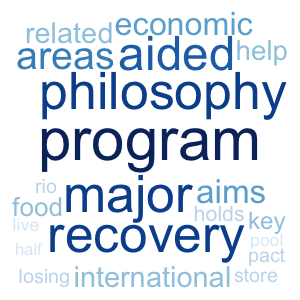 related economic
areas aided help
philosophy
program
rio major aims
food holds key
live recovery pool
half pact
losing international store